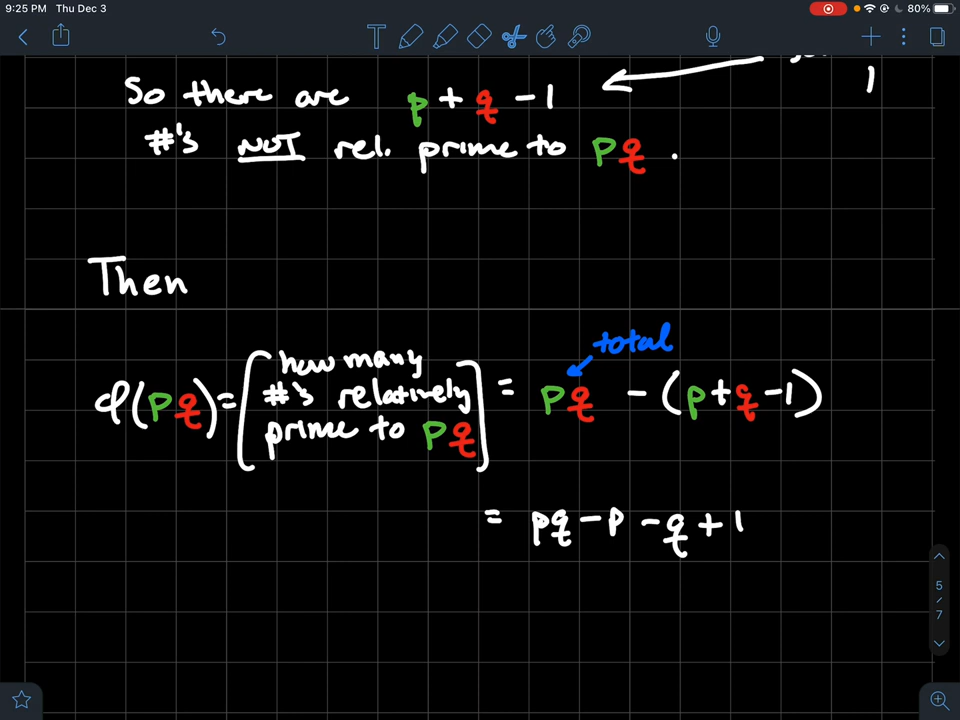 9:25 PM Thu Dec 3
80%
1
So there are p + q - 1
#'s NOT rel. prime to pq.
Then
total
φ(pq) = [how many #'s relatively prime to pq] = pq - (p+q-1)
= pq - p - q + 1
5
7